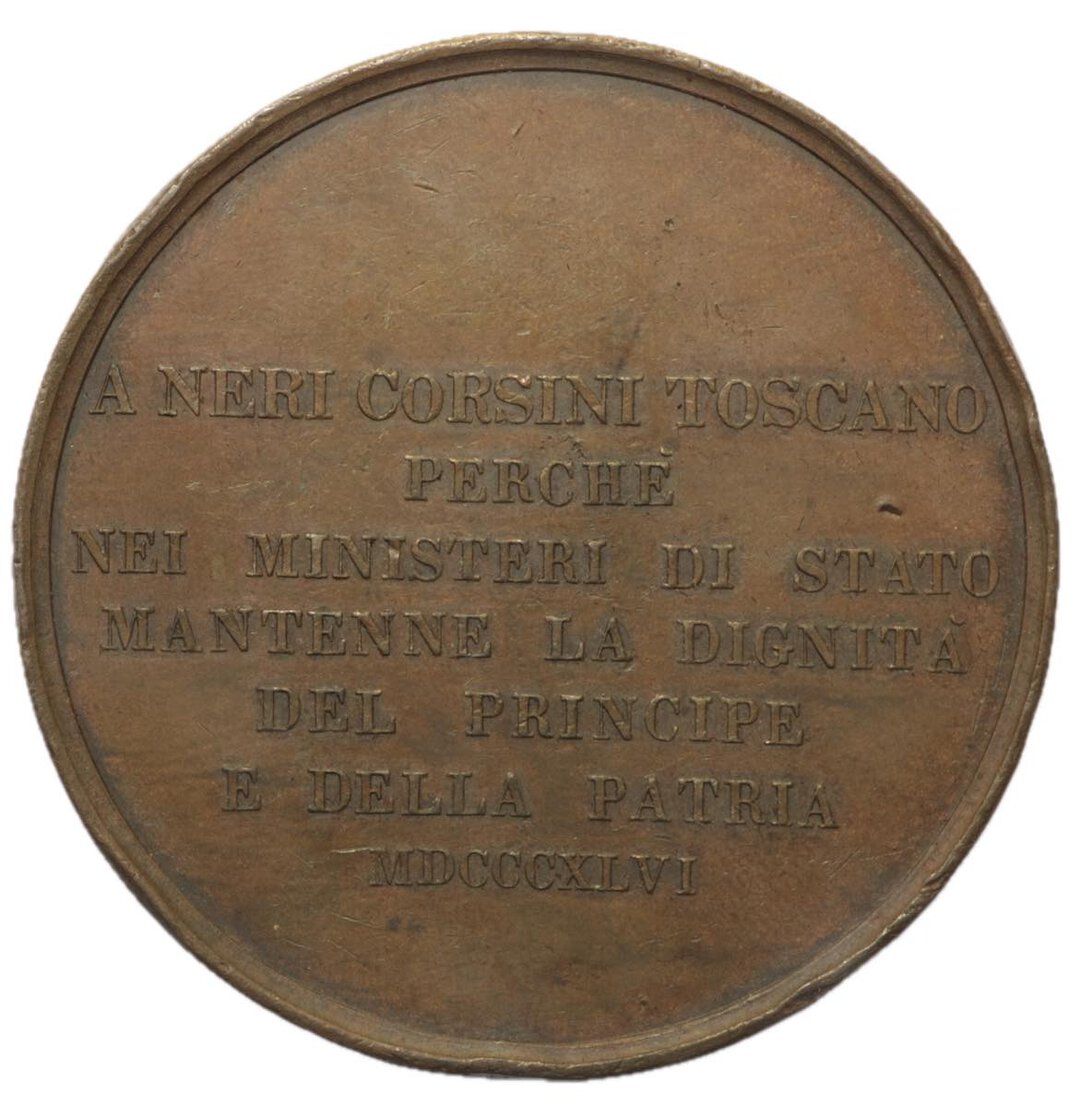 A NERI CORSINI TOSCANO
PERCHÈ
NEI MINISTERI DI STATO
MANTENNE LA DIGNITÀ
DEL PRINCIPE
E DELLA PATRIA
MDCCCXLVI